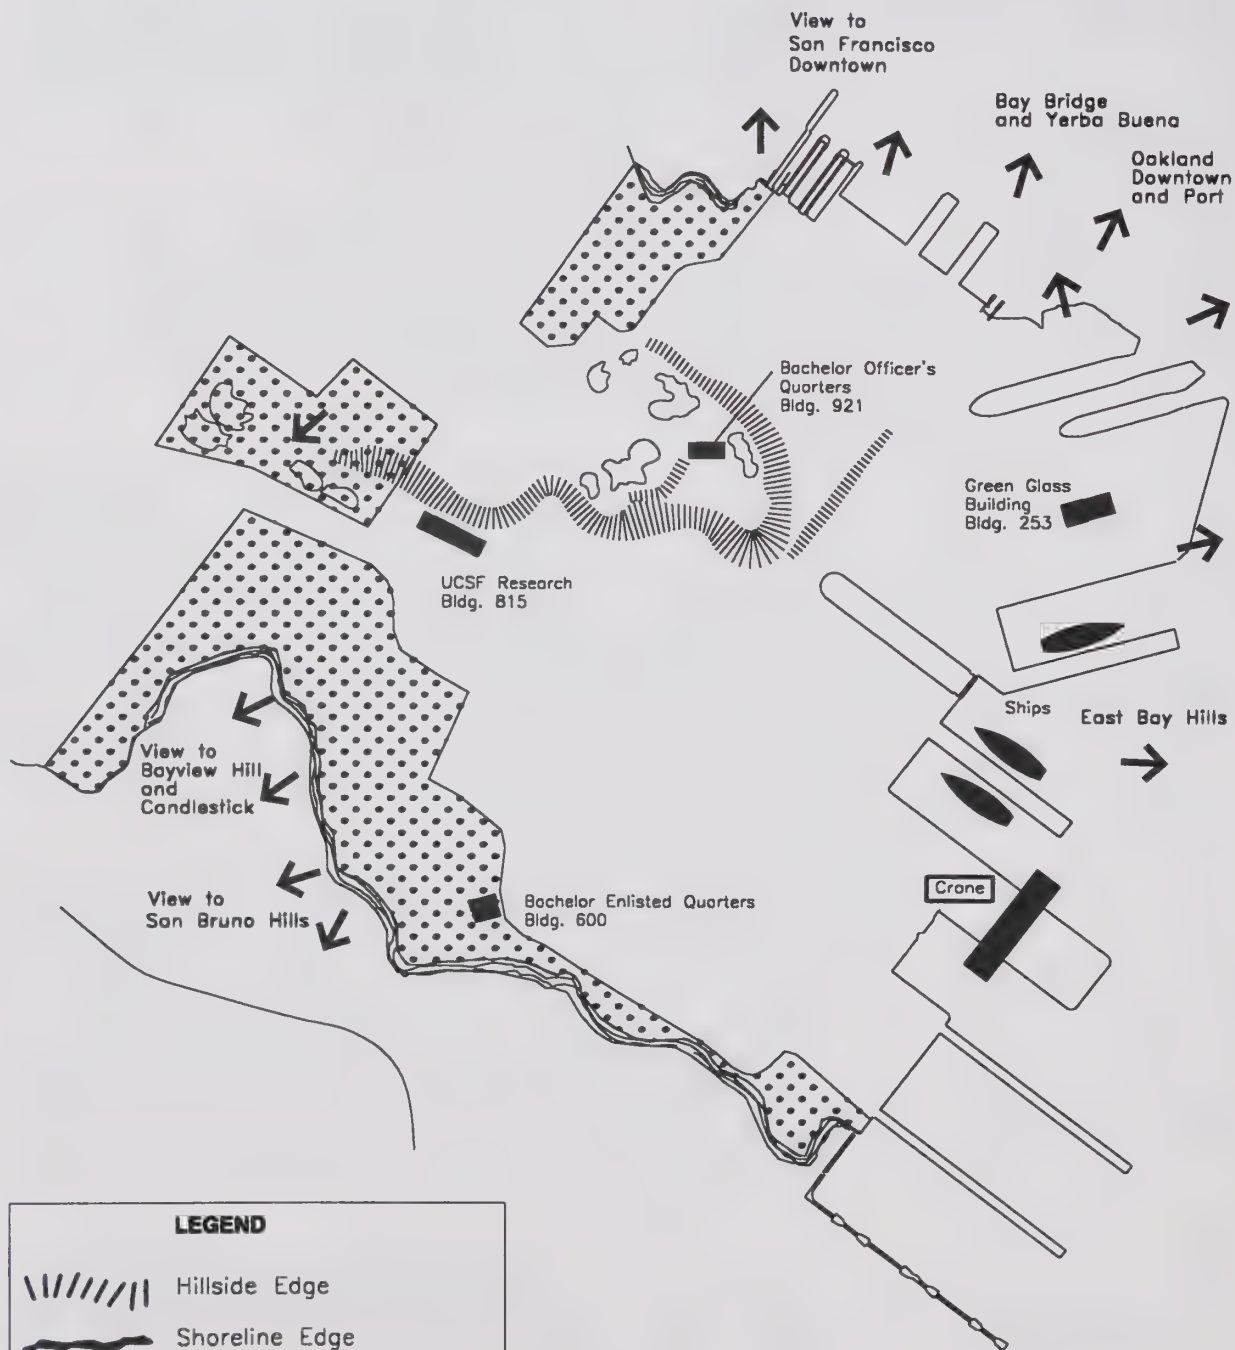 View to
San Francisco
Downtown
Bay Bridge
and Yerba Buena
Oakland
Downtown
and Port
Bachelor Officer's
Quarters
Bldg. 921
Green Glass
Building
Bldg. 253
UCSF Research
Bldg. 815
Ships
East Bay Hills
View to
Bayview Hill
and
Candlestick
Crane
View to
San Bruno Hills
Bachelor Enlisted Quarters
Bldg. 600
LEGEND
Hillside Edge
Shoreline Edge